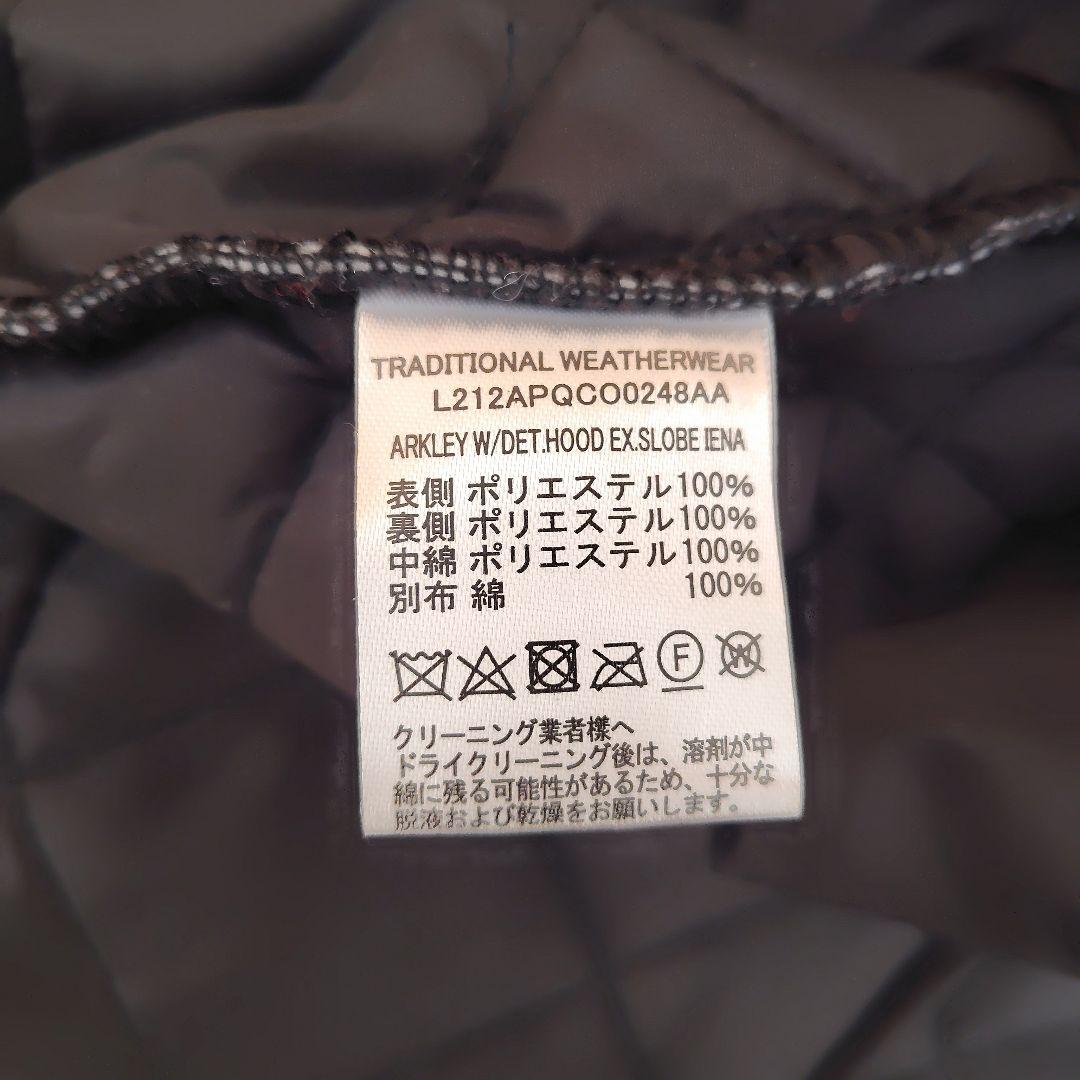 TRADITIONAL WEATHERWEAR
L212APQCO0248AA
ARKLEY W/DET.HOOD EX.SLOBE IENA
表側 ポリエステル100%
裏側 ポリエステル100%
中綿 ポリエステル100%
別布 綿 100%
F W
クリーニング業者様へ
ドライクリーニング後は、溶剤が中
綿に残る可能性があるため、十分な
脱液および乾燥をお願いします。